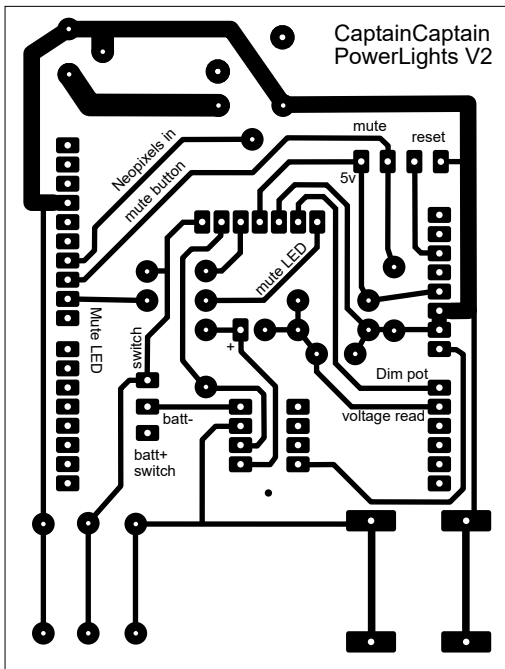 CaptainCaptain
PowerLights V2
mute
reset
Neopixels in
5v
mute button
mute LED
Mute LED
switch
+
Dim pot
batt-
voltage read
batt+
switch